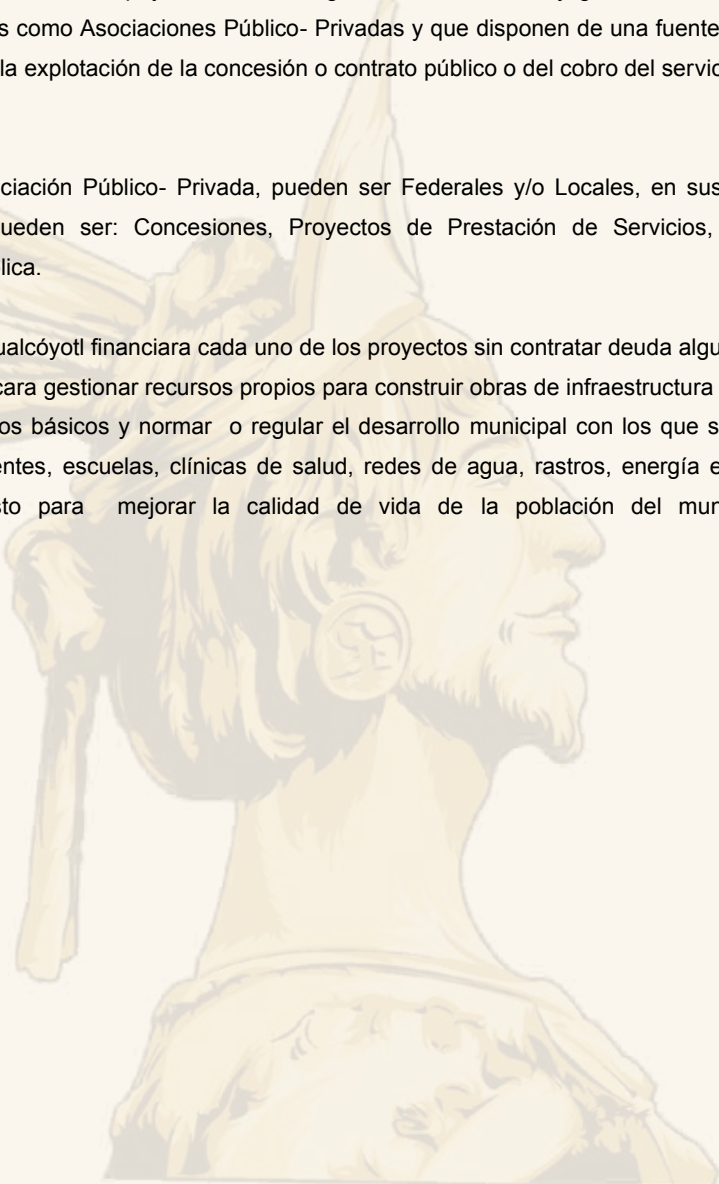 s como Asociaciones Público- Privadas y que disponen de una fuente
la explotación de la concesión o contrato público o del cobro del servic
ciación Público- Privada, pueden ser Federales y/o Locales, en sus
ueden ser: Concesiones, Proyectos de Prestación de Servicios,
lica.
ualcóyotl financiara cada uno de los proyectos sin contratar deuda algu
cara gestionar recursos propios para construir obras de infraestructura
os básicos y normar o regular el desarrollo municipal con los que s
entes, escuelas, clínicas de salud, redes de agua, rastros, energía e
sto para mejorar la calidad de vida de la población del mun